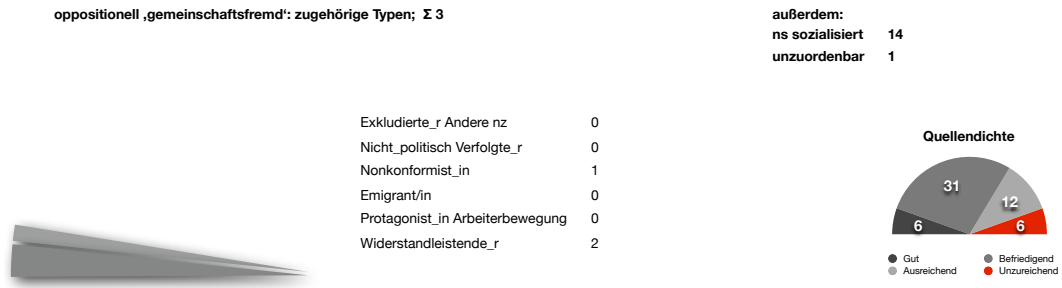 oppositionell ‚gemeinschaftsfremd‘: zugehörige Typen; Σ 3
außerdem:
ns sozialisiert 14
unzuordenbar 1
Exkludierte_r Andere nz 0
Nicht_politisch Verfolgte_r 0
Nonkonformist_in 1
Emigrant/in 0
Protagonist_in Arbeiterbewegung 0
Widerstandleistende_r 2
Quellendichte
31
12
6
6
Gut
Befriedigend
Ausreichend
Unzureichend